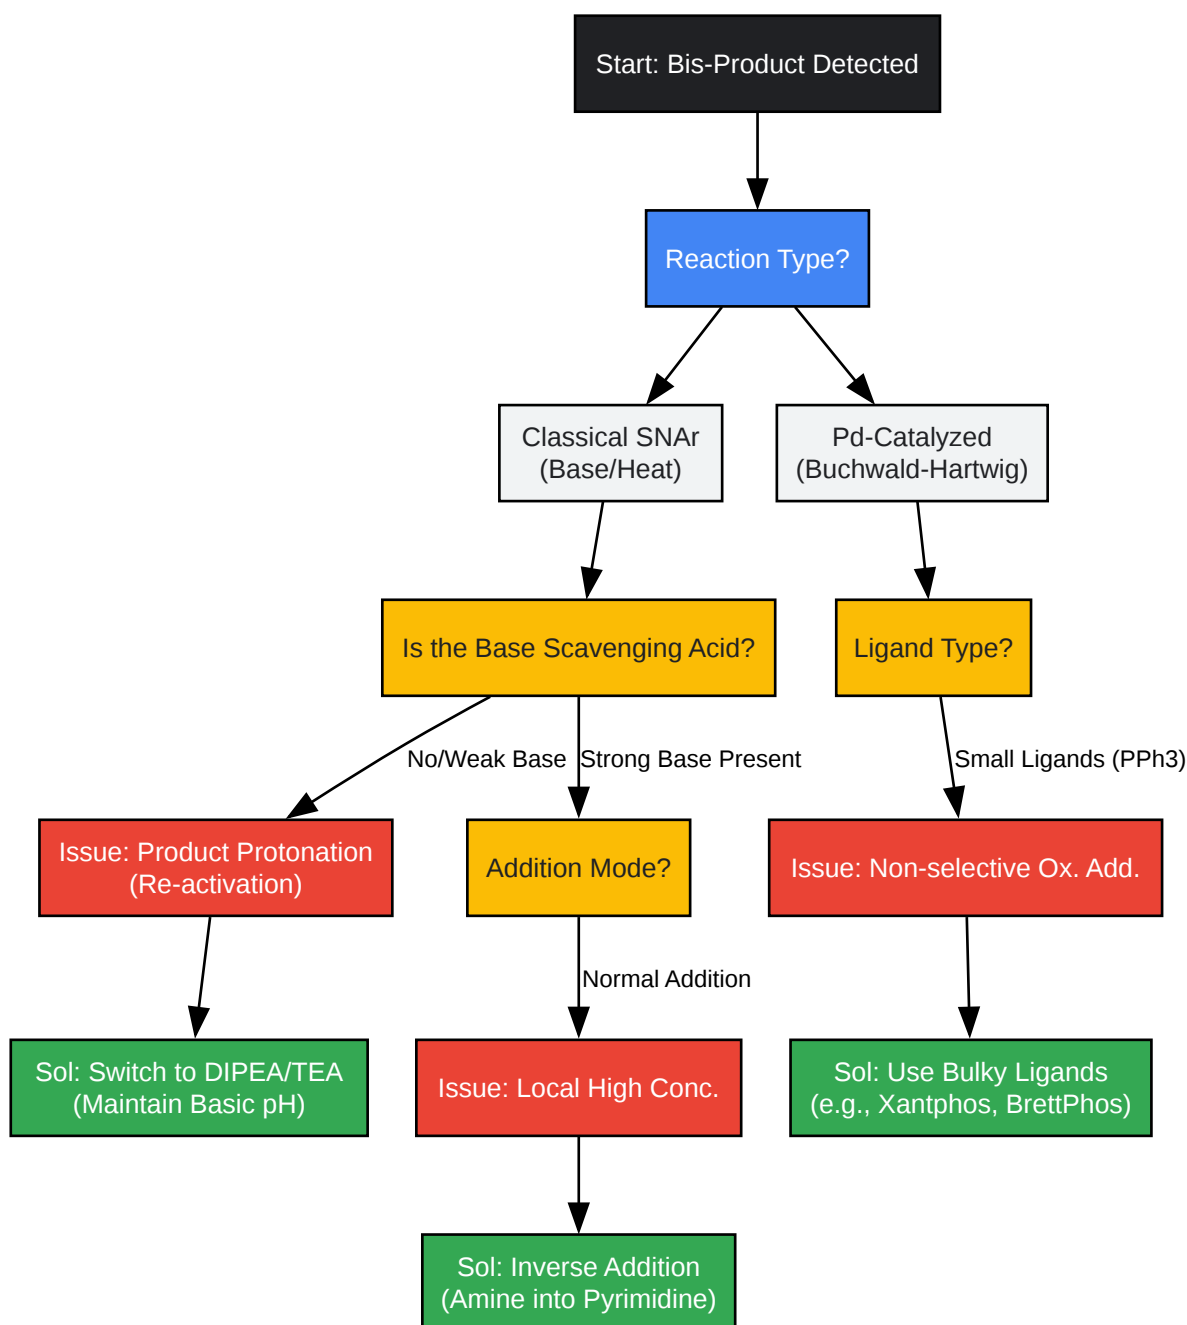 Start: Bis-Product Detected
Reaction Type?
Classical SNAr
(Base/Heat)
Pd-Catalyzed
(Buchwald-Hartwig)
Is the Base Scavenging Acid?
Ligand Type?
No/Weak Base
Strong Base Present
Small Ligands (PPh3)
Issue: Product Protonation
(Re-activation)
Addition Mode?
Issue: Non-selective Ox. Add.
Normal Addition
Sol: Switch to DIPEA/TEA
(Maintain Basic pH)
Issue: Local High Conc.
Sol: Use Bulky Ligands
(e.g., Xantphos, BrettPhos)
Sol: Inverse Addition
(Amine into Pyrimidine)